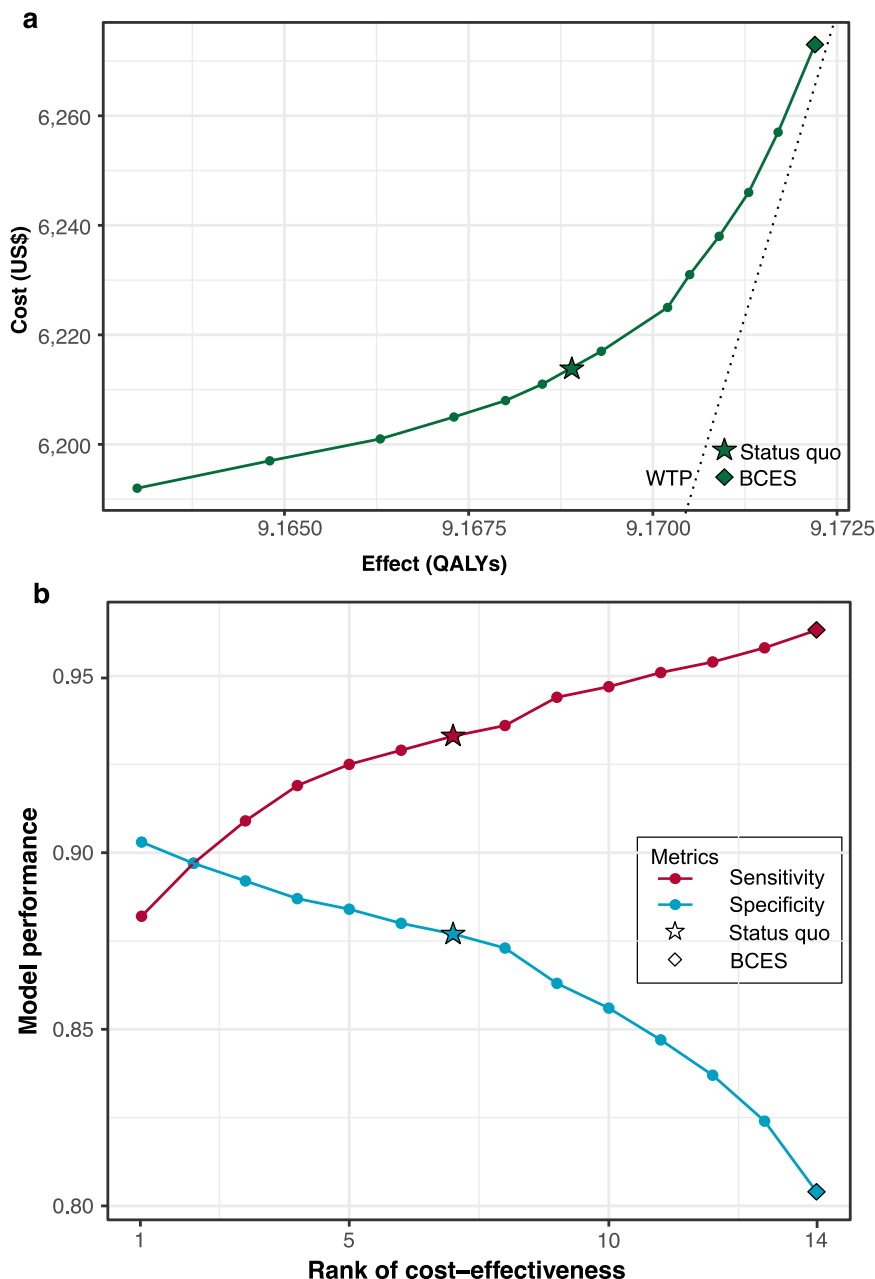 a
Cost (US$)
6,260
6,240
6,220
6,200
Status quo
WTP
BCES
9.1650
9.1675
9.1700
9.1725
Effect (QALYs)
b
Model performance
0.95
0.90
0.85
0.80
Metrics
Sensitivity
Specificity
Status quo
BCES
1
5
10
14
Rank of cost–effectiveness